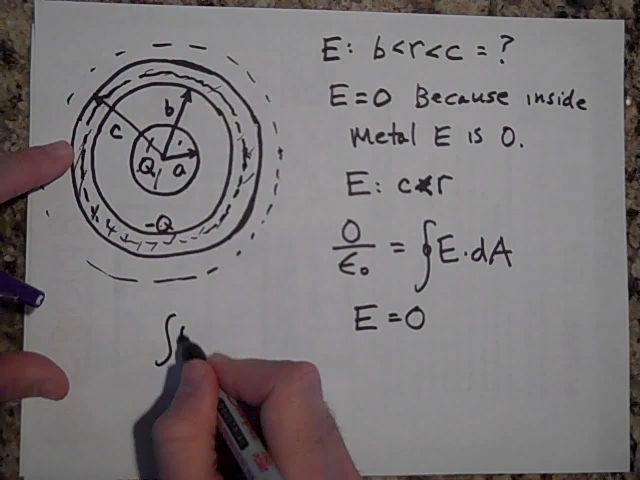 E: b<r<c = ?
E=0 Because inside
Metal E is 0.
E: c<r
0/ε₀ = ∮E·dA
E=0
b
c
Q
a
-Q
∫